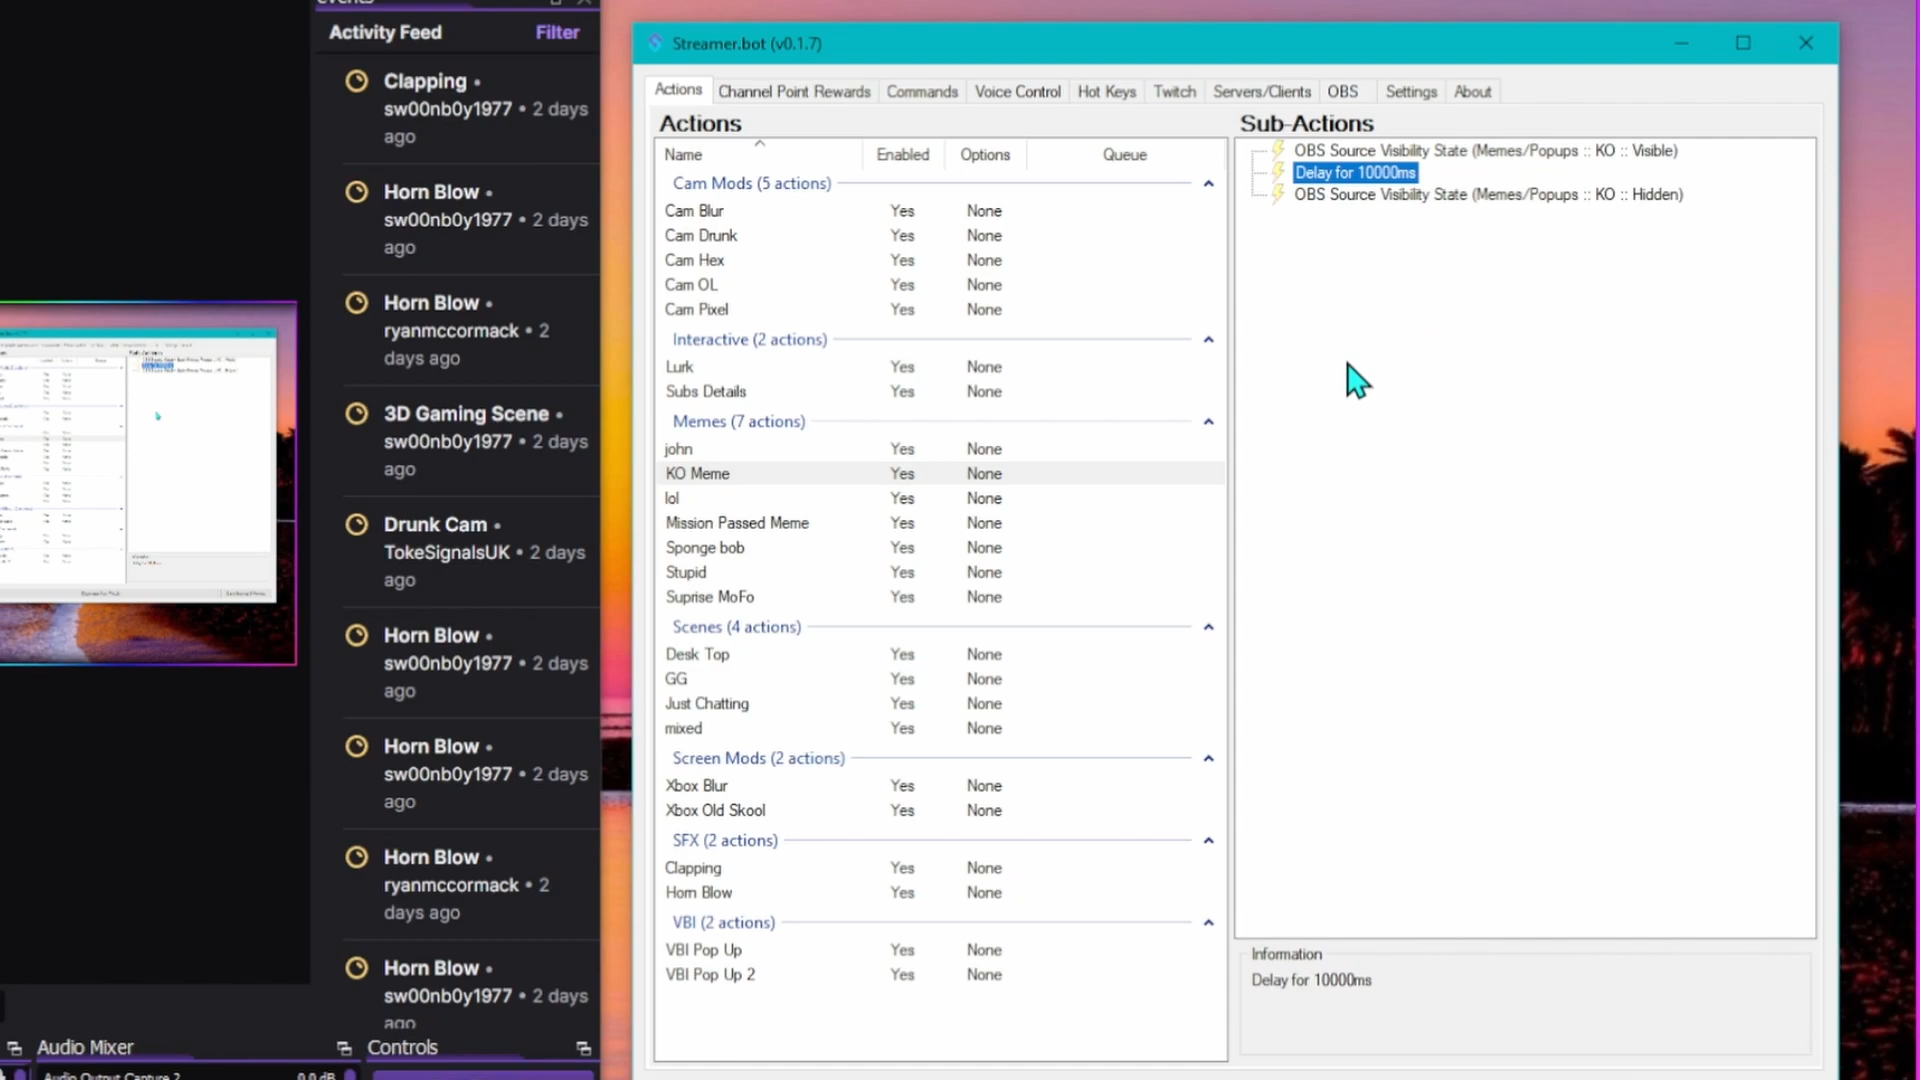 Activity Feed
Filter
Clapping •
sw00nb0y1977 • 2 days
ago
Horn Blow •
sw00nb0y1977 • 2 days
ago
Horn Blow •
ryanmccormack • 2
days ago
3D Gaming Scene •
sw00nb0y1977 • 2 days
ago
Drunk Cam •
TokeSignalsUK • 2 days
ago
Horn Blow •
sw00nb0y1977 • 2 days
ago
Horn Blow •
sw00nb0y1977 • 2 days
ago
Horn Blow •
ryanmccormack • 2
days ago
Horn Blow •
sw00nb0y1977 • 2 days
ago
Audio Mixer
Controls
Audio Output Capture 2
0.0 dB
Streamer.bot (v0.1.7)
Actions Channel Point Rewards Commands Voice Control Hot Keys Twitch Servers/Clients OBS Settings About
Actions
Name Enabled Options Queue
Cam Mods (5 actions)
Cam Blur Yes None
Cam Drunk Yes None
Cam Hex Yes None
Cam OL Yes None
Cam Pixel Yes None
Interactive (2 actions)
Lurk Yes None
Subs Details Yes None
Memes (7 actions)
john Yes None
KO Meme Yes None
lol Yes None
Mission Passed Meme Yes None
Sponge bob Yes None
Stupid Yes None
Suprise MoFo Yes None
Scenes (4 actions)
Desk Top Yes None
GG Yes None
Just Chatting Yes None
mixed Yes None
Screen Mods (2 actions)
Xbox Blur Yes None
Xbox Old Skool Yes None
SFX (2 actions)
Clapping Yes None
Horn Blow Yes None
VBI (2 actions)
VBI Pop Up Yes None
VBI Pop Up 2 Yes None
Sub-Actions
OBS Source Visibility State (Memes/Popups :: KO :: Visible)
Delay for 10000ms
OBS Source Visibility State (Memes/Popups :: KO :: Hidden)
Information
Delay for 10000ms